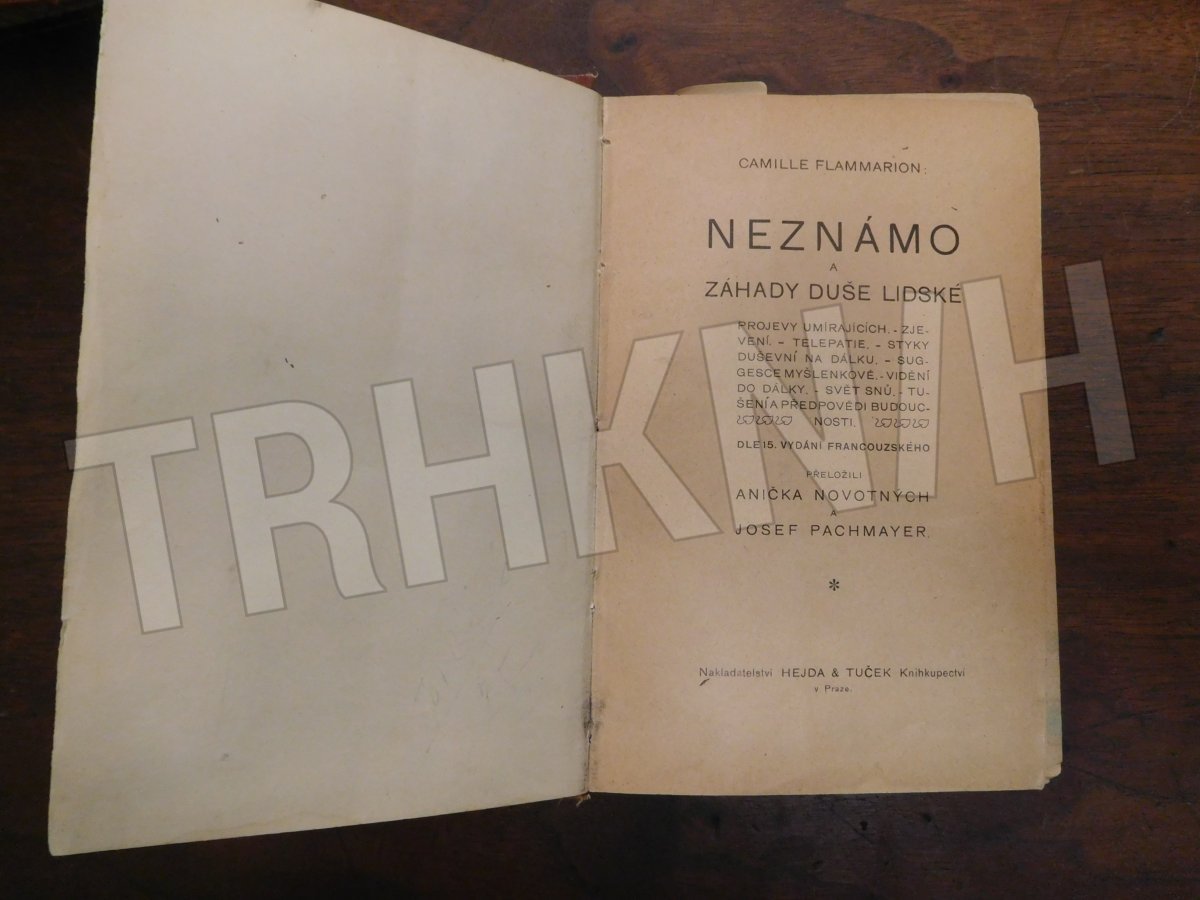 CAMILLE FLAMMARION:
NEZNÁMO
A
ZÁHADY DUŠE LIDSKÉ
PROJEVY UMÍRAJÍCÍCH. - ZJE-
VENÍ. - TELEPATIE. - STYKY
DUŠEVNÍ NA DÁLKU. - SUG-
GESCE MYŠLENKOVÉ. - VIDĚNÍ
DO DÁLKY. - SVĚT SNŮ. - TU-
ŠENÍ A PŘEDPOVĚDI BUDOUC-
NOSTI.
DLE 15. VYDÁNÍ FRANCOUZSKÉHO
PŘELOŽILI
ANIČKA NOVOTNÝCH
A
JOSEF PACHMAYER.
*
Nakladatelství HEJDA & TUČEK Knihkupectví
v Praze.
TRHKNIH